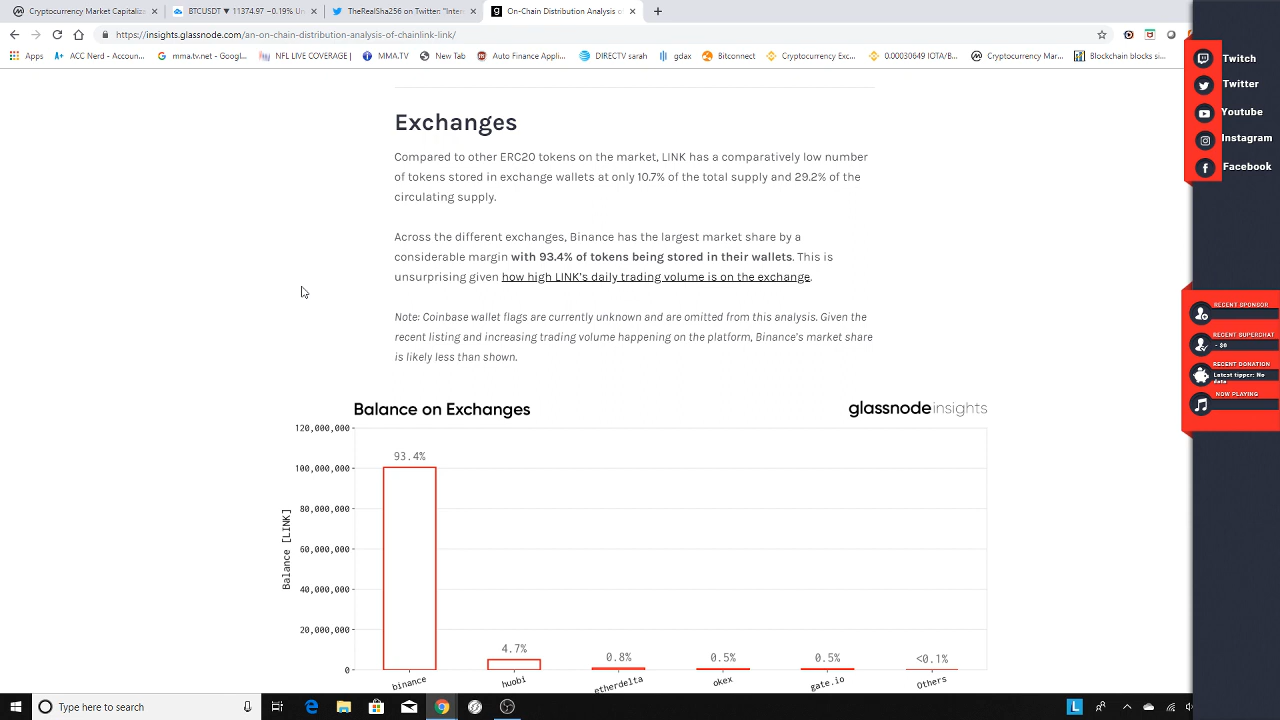 Cryptocurrency Market Capitaliz
BTCUSDT ▼ 11374.97 −0.19% Un
TheRealSha256 on Twitter: "Inter
On-Chain Distribution Analysis o
https://insights.glassnode.com/an-on-chain-distribution-analysis-of-chainlink-link/
Apps
ACC Nerd - Accoun...
mma.tv.net - Googl...
NFL LIVE COVERAGE |
MMA.TV
New Tab
Auto Finance Appli...
DIRECTV sarah
gdax
Bitconnect
Cryptocurrency Exc...
0.00030649 IOTA/B...
Cryptocurrency Mar...
Blockchain blocks si...
Exchanges
Compared to other ERC20 tokens on the market, LINK has a comparatively low number
of tokens stored in exchange wallets at only 10.7% of the total supply and 29.2% of the
circulating supply.
Across the different exchanges, Binance has the largest market share by a
considerable margin with 93.4% of tokens being stored in their wallets. This is
unsurprising given how high LINK's daily trading volume is on the exchange.
Note: Coinbase wallet flags are currently unknown and are omitted from this analysis. Given the
recent listing and increasing trading volume happening on the platform, Binance's market share
is likely less than shown.
Balance on Exchanges
glassnode insights
120,000,000
100,000,000
80,000,000
60,000,000
40,000,000
20,000,000
0
Balance [LINK]
93.4%
4.7%
0.8%
0.5%
0.5%
<0.1%
binance
huobi
etherdelta
okex
gate.io
Others
Twitch
Twitter
Youtube
Instagram
Facebook
RECENT SPONSOR
RECENT SUPERCHAT
- $0
RECENT DONATION
Latest tipper: No
data
NOW PLAYING
Type here to search